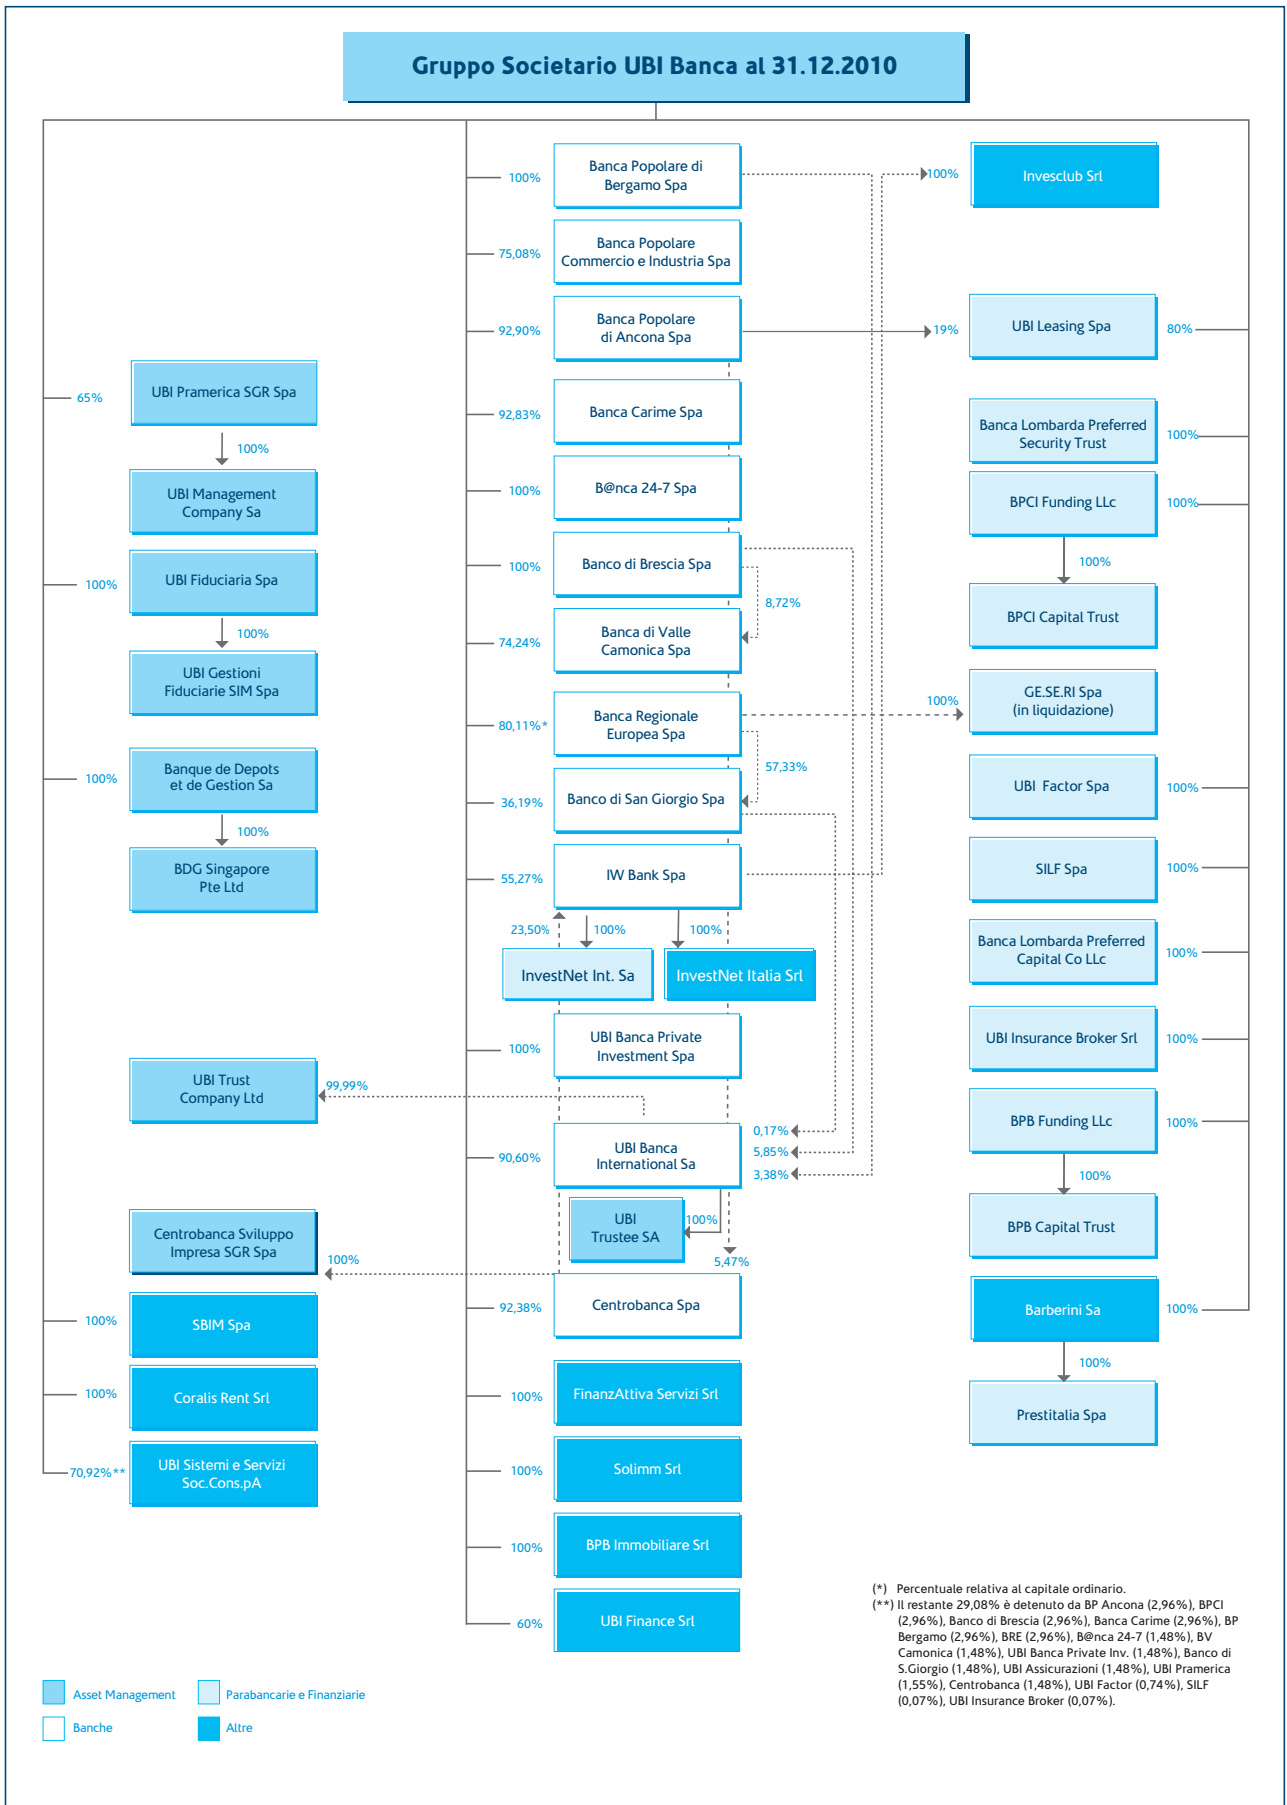 Gruppo Societario UBI Banca al 31.12.2010
65%
UBI Pramerica SGR Spa
100%
UBI Management
Company Sa
100%
UBI Fiduciaria Spa
100%
UBI Gestioni
Fiduciarie SIM Spa
100%
Banque de Depots
et de Gestion Sa
100%
BDG Singapore
Pte Ltd
UBI Trust
Company Ltd
99,99%
Centrobanca Sviluppo
Impresa SGR Spa
100%
100%
SBIM Spa
100%
Coralis Rent Srl
70,92%**
UBI Sistemi e Servizi
Soc.Cons.pA
100%
Banca Popolare di
Bergamo Spa
75,08%
Banca Popolare
Commercio e Industria Spa
92,90%
Banca Popolare
di Ancona Spa
92,83%
Banca Carime Spa
100%
B@nca 24-7 Spa
100%
Banco di Brescia Spa
8,72%
74,24%
Banca di Valle
Camonica Spa
80,11%*
Banca Regionale
Europea Spa
57,33%
36,19%
Banco di San Giorgio Spa
55,27%
IW Bank Spa
23,50%
100%
100%
InvestNet Int. Sa
InvestNet Italia Srl
100%
UBI Banca Private
Investment Spa
90,60%
UBI Banca
International Sa
0,17%
5,85%
3,38%
UBI
Trustee SA
100%
5,47%
92,38%
Centrobanca Spa
100%
FinanzAttiva Servizi Srl
100%
Solimm Srl
100%
BPB Immobiliare Srl
60%
UBI Finance Srl
100%
Invesclub Srl
19%
UBI Leasing Spa
80%
Banca Lombarda Preferred
Security Trust
100%
BPCI Funding LLc
100%
100%
BPCI Capital Trust
100%
GE.SE.RI Spa
(in liquidazione)
UBI Factor Spa
100%
SILF Spa
100%
Banca Lombarda Preferred
Capital Co LLc
100%
UBI Insurance Broker Srl
100%
BPB Funding LLc
100%
100%
BPB Capital Trust
Barberini Sa
100%
100%
Prestitalia Spa
(*) Percentuale relativa al capitale ordinario.
(**) Il restante 29,08% è detenuto da BP Ancona (2,96%), BPCI
(2,96%), Banco di Brescia (2,96%), Banca Carime (2,96%), BP
Bergamo (2,96%), BRE (2,96%), B@nca 24-7 (1,48%), BV
Camonica (1,48%), UBI Banca Private Inv. (1,48%), Banco di
S.Giorgio (1,48%), UBI Assicurazioni (1,48%), UBI Pramerica
(1,55%), Centrobanca (1,48%), UBI Factor (0,74%), SILF
(0,07%), UBI Insurance Broker (0,07%).
Asset Management
Parabancarie e Finanziarie
Banche
Altre